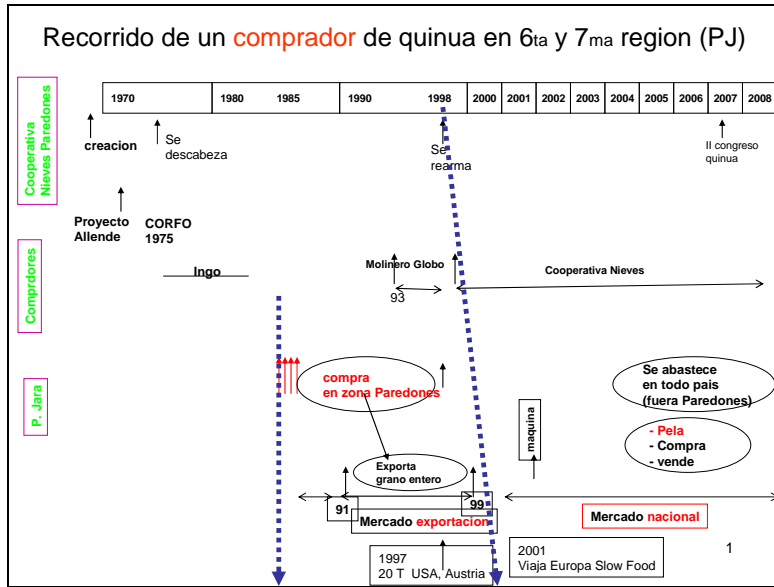 Recorrido de un comprador de quinua en 6ta y 7ma region (PJ)
Cooperativa
Nieves Paredones
1970 1980 1985 1990 1998 2000 2001 2002 2003 2004 2005 2006 2007 2008
creacion
Se
descabeza
Se
rearma
II congreso
quinua
Proyecto
Allende
CORFO
1975
Comprdores
Ingo
Molinero Globo
93
Cooperativa Nieves
P. Jara
compra
en zona Paredones
Se abastece
en todo pais
(fuera Paredones)
maquina
- Pela
- Compra
- vende
Exporta
grano entero
91
99
Mercado exportacion
Mercado nacional
1997
20 T USA, Austria
2001
Viaja Europa Slow Food
1